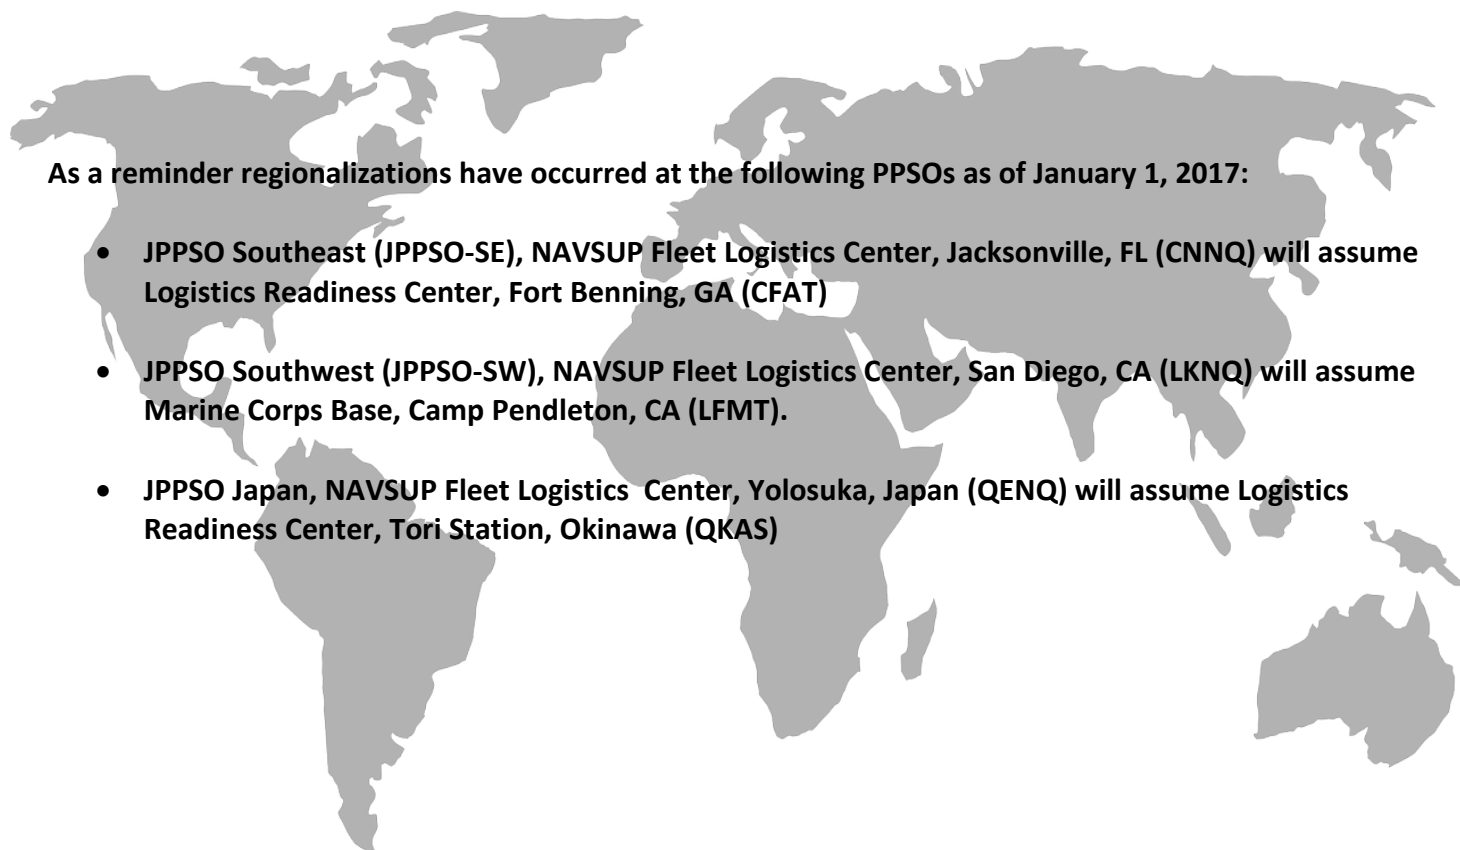 As a reminder regionalizations have occurred at the following PPSOs as of January 1, 2017:
• JPPSO Southeast (JPPSO-SE), NAVSUP Fleet Logistics Center, Jacksonville, FL (CNNQ) will assume
Logistics Readiness Center, Fort Benning, GA (CFAT)
• JPPSO Southwest (JPPSO-SW), NAVSUP Fleet Logistics Center, San Diego, CA (LKNQ) will assume
Marine Corps Base, Camp Pendleton, CA (LFMT).
• JPPSO Japan, NAVSUP Fleet Logistics  Center, Yolosuka, Japan (QENQ) will assume Logistics
Readiness Center, Tori Station, Okinawa (QKAS)